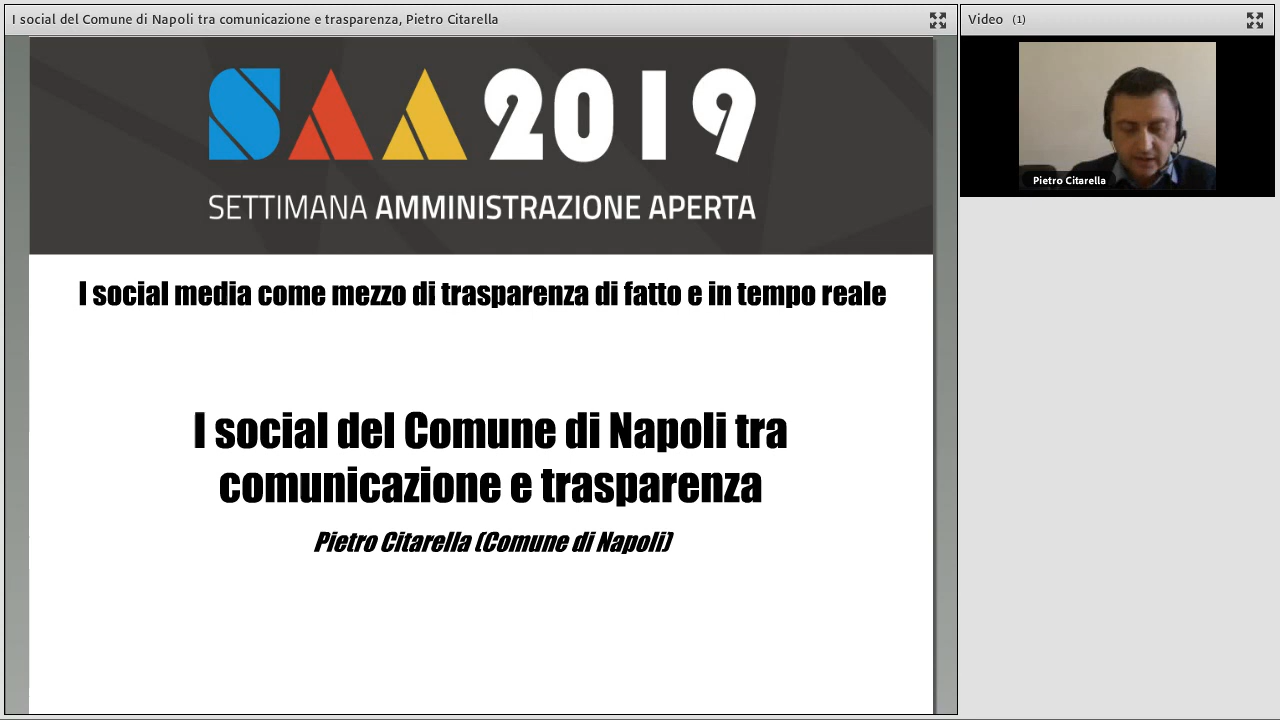 I social del Comune di Napoli tra comunicazione e trasparenza, Pietro Citarella
Video (1)
SAA 2019
SETTIMANA AMMINISTRAZIONE APERTA
I social media come mezzo di trasparenza di fatto e in tempo reale
I social del Comune di Napoli tra
comunicazione e trasparenza
Pietro Citarella (Comune di Napoli)
Pietro Citarella